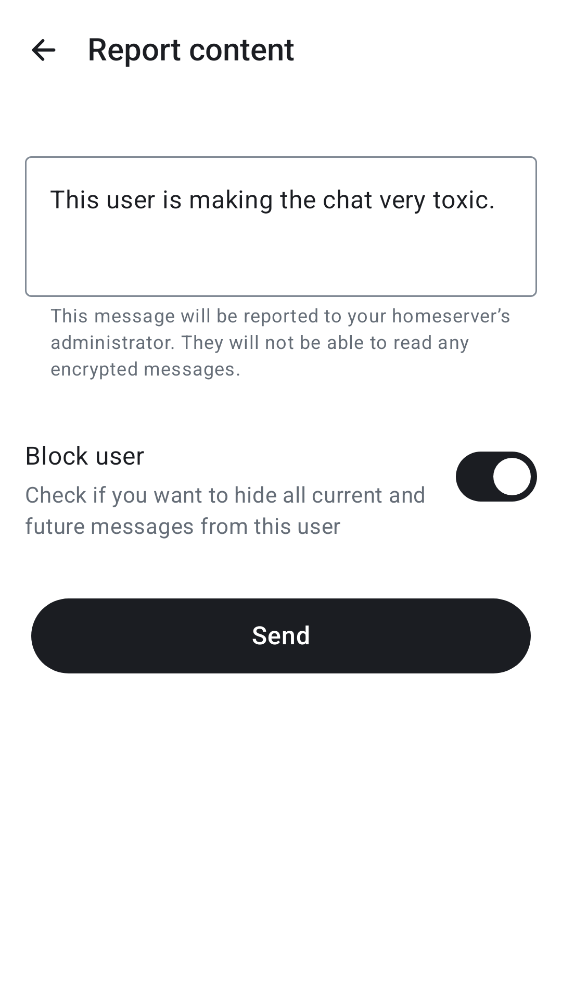 Report content
This user is making the chat very toxic.
This message will be reported to your homeserver’s
administrator. They will not be able to read any
encrypted messages.
Block user
Check if you want to hide all current and
future messages from this user
Send